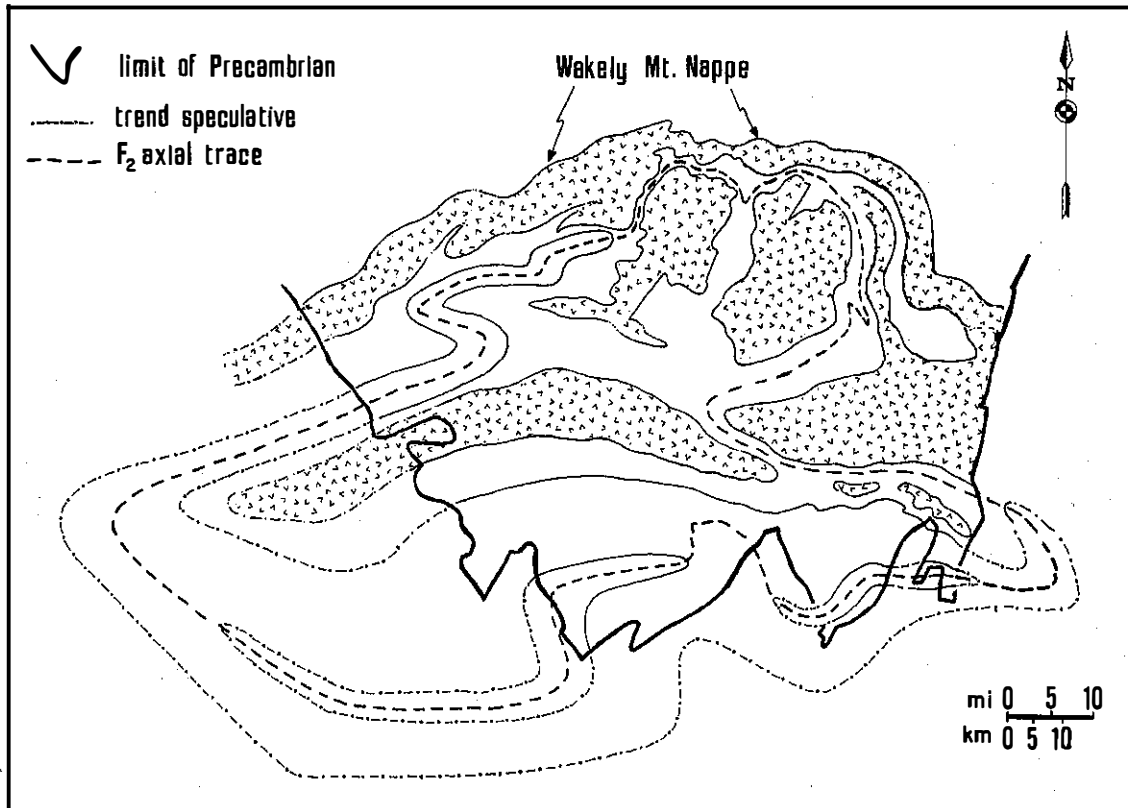 limit of Precambrian
trend speculative
F₂ axial trace
Wakely Mt. Nappe
N
mi 0 5 10
km 0 5 10